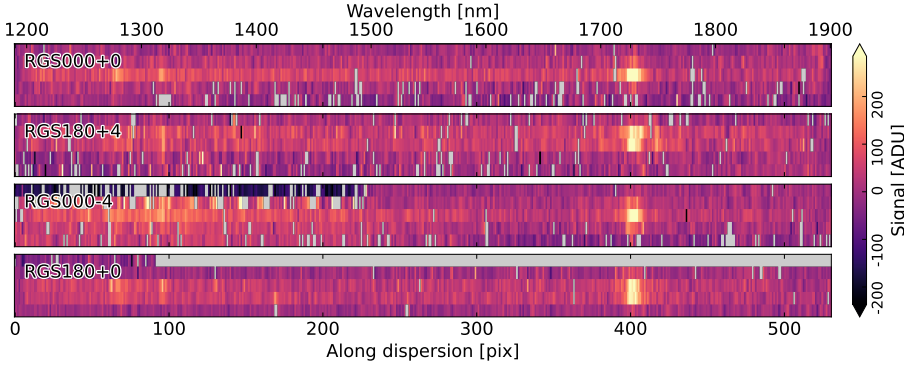 Wavelength [nm]
1200 1300 1400 1500 1600 1700 1800 1900
RGS000+0
RGS180+4
RGS000-4
RGS180+0
0 100 200 300 400 500
Along dispersion [pix]
200
100
0
-100
-200
Signal [ADU]